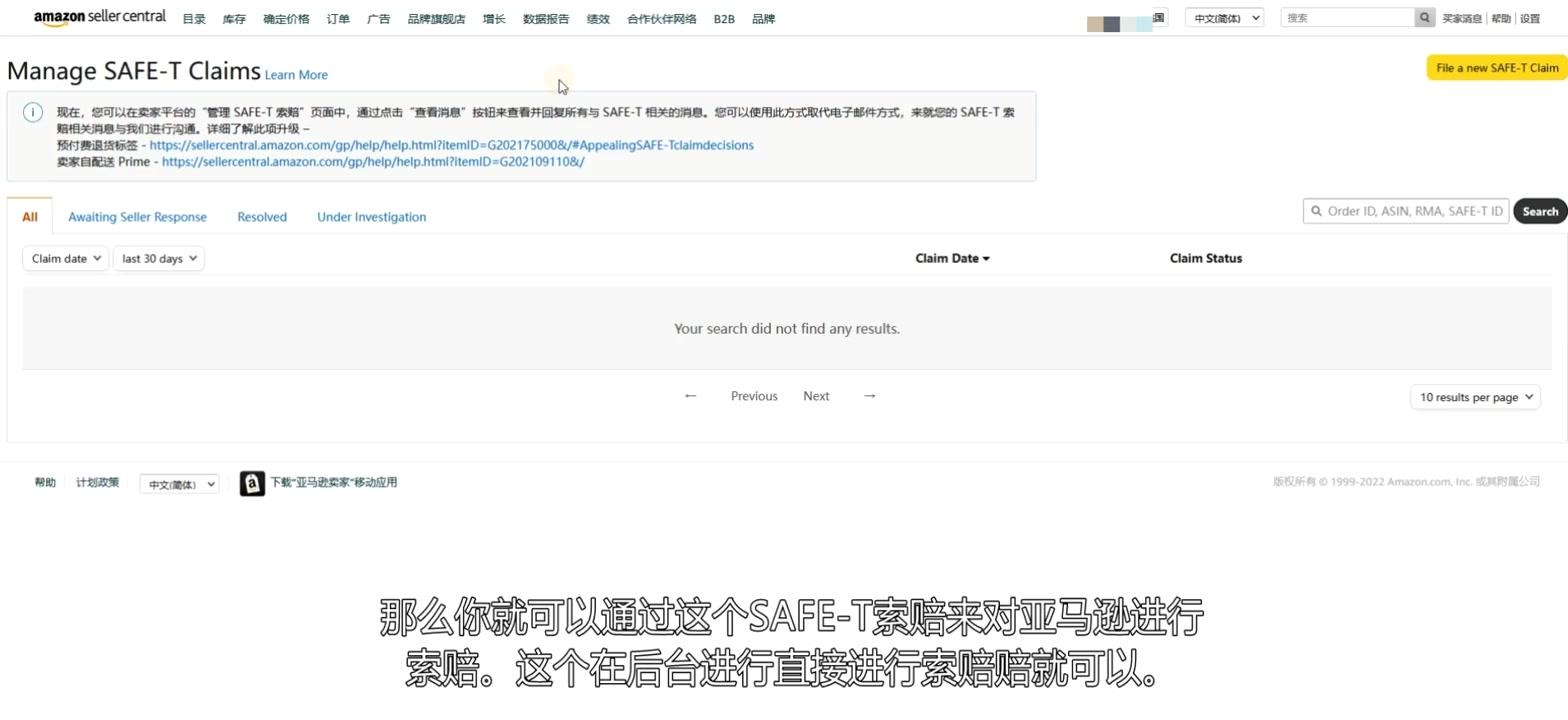 amazon seller central 目录 库存 确定价格 订单 广告 品牌旗舰店 增长 数据报告 绩效 合作伙伴网络 B2B 品牌 国 中文(简体) 搜索 买家消息 | 帮助 | 设置
Manage SAFE-T Claims Learn More
File a new SAFE-T Claim
现在，您可以在卖家平台的“管理 SAFE-T 索赔”页面中，通过点击“查看消息”按钮来查看并回复所有与 SAFE-T 相关的消息。您可以使用此方式取代电子邮件方式，来就您的 SAFE-T 索
赔相关消息与我们进行沟通。详细了解此项升级 –
预付费退货标签 - https://sellercentral.amazon.com/gp/help/help.html?itemID=G202175000&/#AppealingSAFE-Tclaimdecisions
卖家自配送 Prime - https://sellercentral.amazon.com/gp/help/help.html?itemID=G202109110&/
All Awaiting Seller Response Resolved Under Investigation
Order ID, ASIN, RMA, SAFE-T ID Search
Claim date last 30 days Claim Date Claim Status
Your search did not find any results.
← Previous Next →
10 results per page
帮助 计划政策 中文(简体) a 下载“亚马逊卖家”移动应用 版权所有 © 1999-2022 Amazon.com, Inc. 或其附属公司
那么你就可以通过这个SAFE-T索赔来对亚马逊进行
索赔。这个在后台进行直接进行索赔赔就可以。